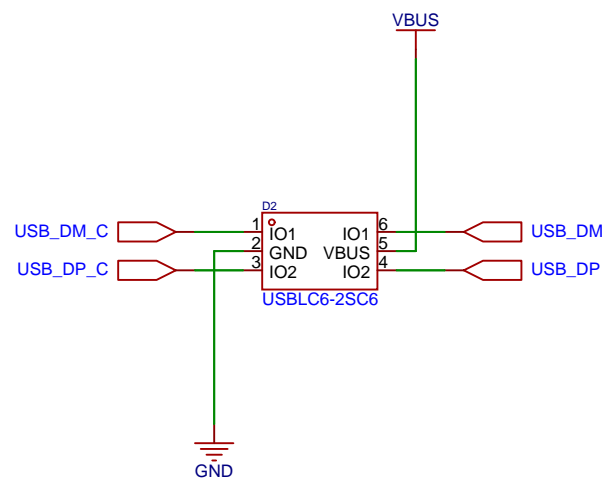 VBUS
D2
USB_DM_C 1 IO1 IO1 6 USB_DM
2 GND VBUS 5
USB_DP_C 3 IO2 IO2 4 USB_DP
USBLC6-2SC6
GND